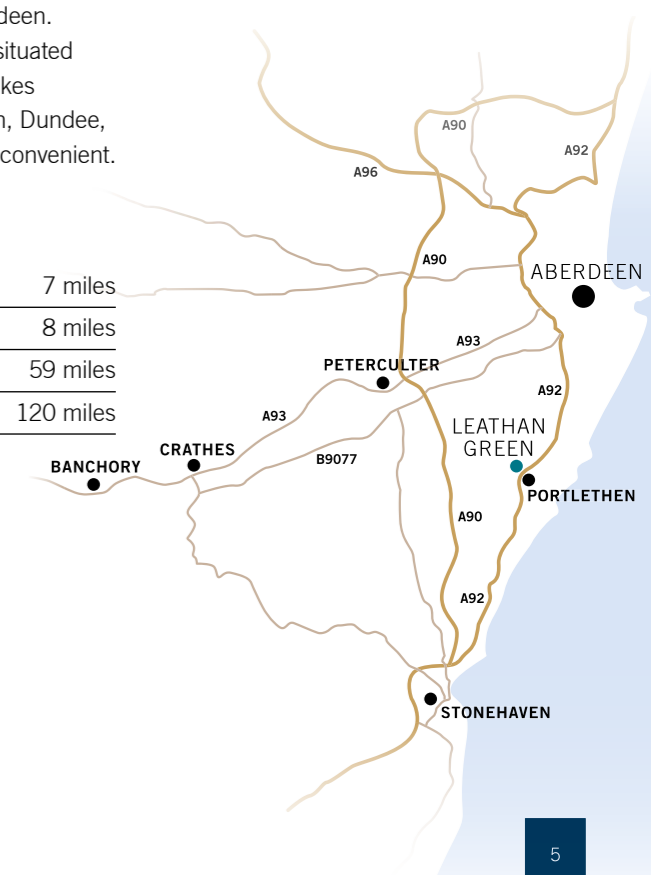 deen.
situated
kes
n, Dundee,
convenient.
7 miles
8 miles
59 miles
120 miles
A90
A92
A96
A90
ABERDEEN
A93
PETERCULTER
A92
A93
LEATHAN
GREEN
CRATHES
BANCHORY
B9077
PORTLETHEN
A90
A92
STONEHAVEN
5